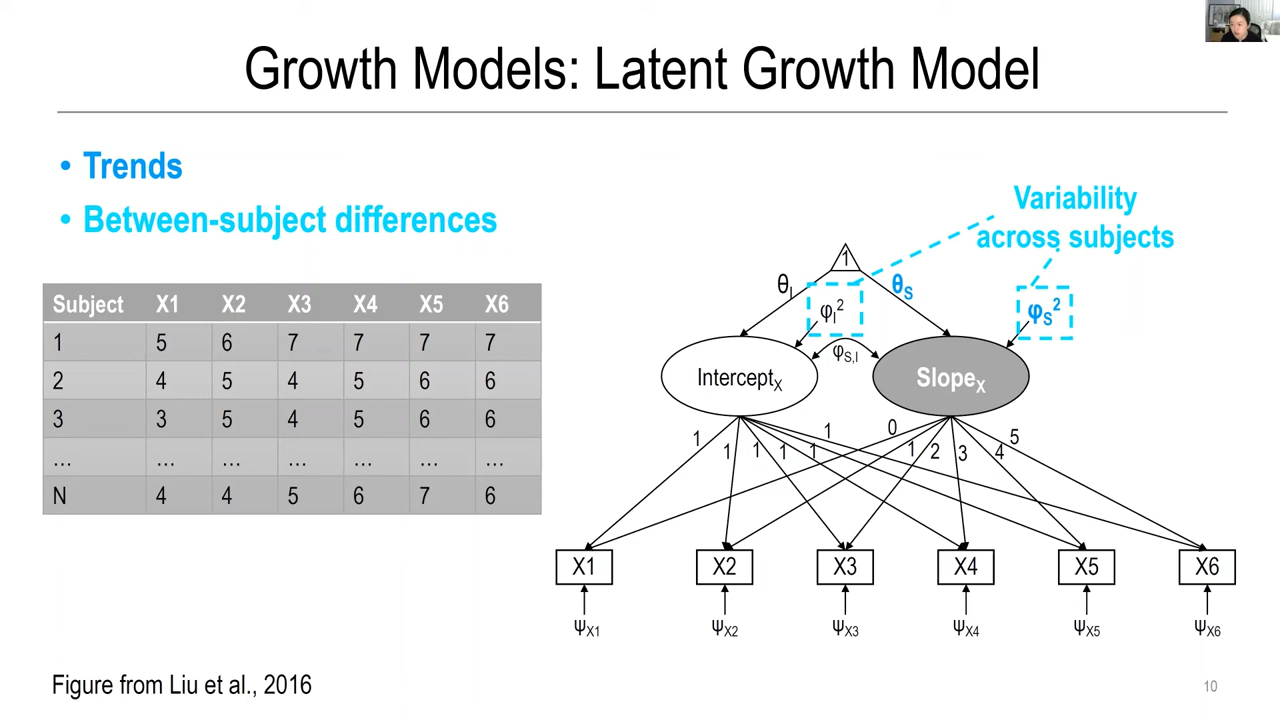 Growth Models: Latent Growth Model
• Trends
• Between-subject differences
Subject X1 X2 X3 X4 X5 X6
1 5 6 7 7 7 7
2 4 5 4 5 6 6
3 3 5 4 5 6 6
... ... ... ... ... ... ...
N 4 4 5 6 7 6
Variability
across subjects
1
θI θS
φI² φS²
φS,I
InterceptX SlopeX
1 1 1 1 1 1 0 1 2 3 4 5
X1 X2 X3 X4 X5 X6
ΨX1 ΨX2 ΨX3 ΨX4 ΨX5 ΨX6
Figure from Liu et al., 2016
10